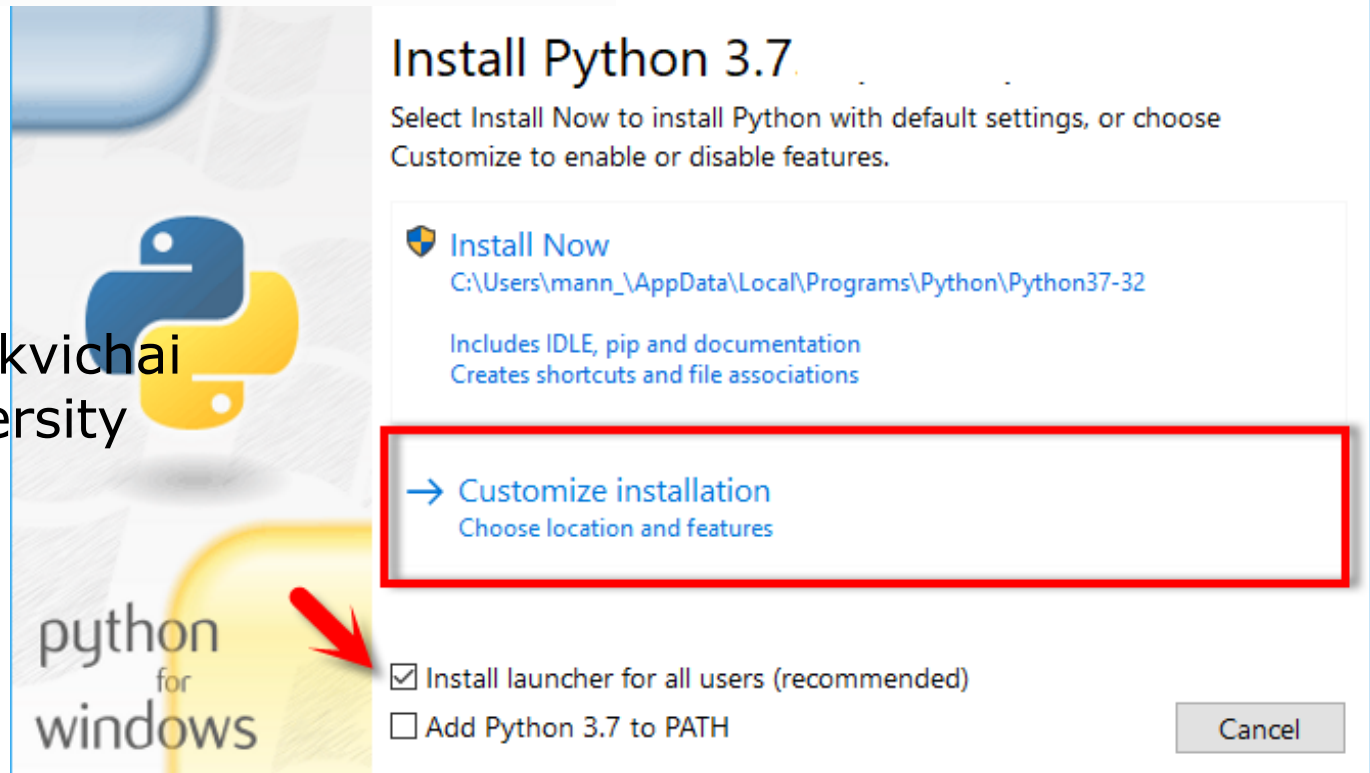 Install Python 3.7
Select Install Now to install Python with default settings, or choose
Customize to enable or disable features.
Install Now
C:\Users\mann_\AppData\Local\Programs\Python\Python37-32
Includes IDLE, pip and documentation
Creates shortcuts and file associations
kvichai
ersity
→ Customize installation
Choose location and features
python
for
windows
Install launcher for all users (recommended)
Add Python 3.7 to PATH
Cancel